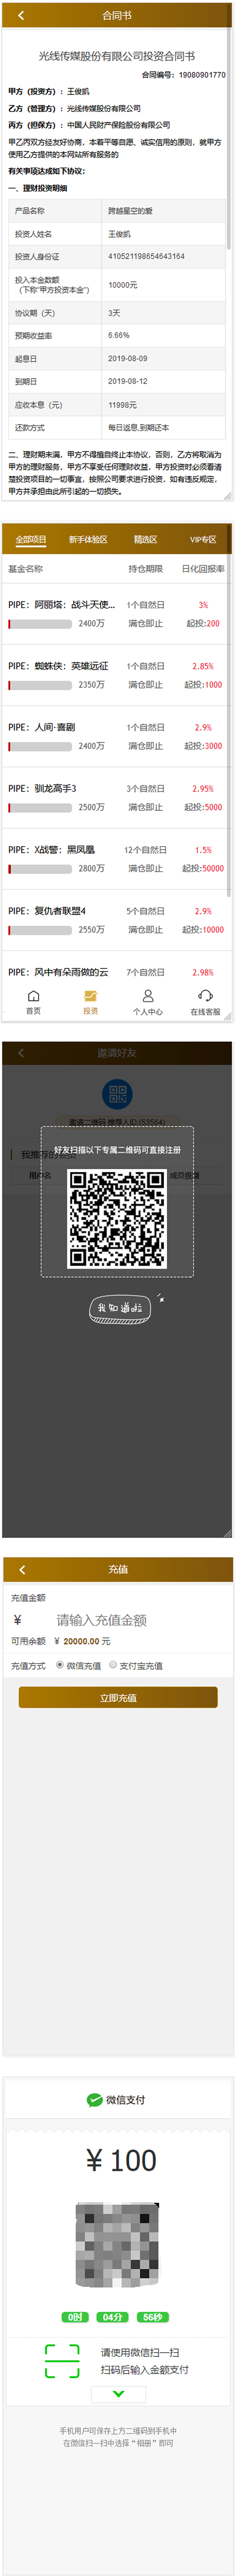 合同书
光线传媒股份有限公司投资合同书
合同编号：19080901770
甲方（投资方）：王俊凯
乙方（管理方）：光线传媒股份有限公司
丙方（担保方）：中国人民财产保险股份有限公司
甲乙丙双方经友好协商，本着平等自愿、诚实信用的原则，就甲方
使用乙方提供的本网站所有服务的
有关事项达成如下协议：
一、理财投资明细
产品名称 跨越星空的爱
投资人姓名 王俊凯
投资人身份证 410521198654643164
投入本金数额
（下称“甲方投资本金”） 10000元
协议期（天） 3天
预期收益率 6.66%
起息日 2019-08-09
到期日 2019-08-12
应收本息（元） 11998元
还款方式 每日返息,到期还本
二、理财期未满，甲方不得擅自终止本协议，否则，乙方将取消为
甲方的理财服务，甲方不享受任何理财收益，甲方投资时必须看清
楚投资项目的一切事宜，按照公司要求进行投资，如有违反规定，
甲方并承担由此所引起的一切损失。
全部项目 新手体验区 精选区 VIP专区
基金名称 持仓期限 日化回报率
PIPE：阿丽塔：战斗天使... 1个自然日 3%
2400万 满仓即止 起投:200
PIPE：蜘蛛侠：英雄远征 1个自然日 2.85%
2350万 满仓即止 起投:1000
PIPE：人间·喜剧 1个自然日 2.9%
2400万 满仓即止 起投:3000
PIPE：驯龙高手3 3个自然日 2.95%
2500万 满仓即止 起投:5000
PIPE：X战警：黑凤凰 12个自然日 1.5%
2800万 满仓即止 起投:50000
PIPE：复仇者联盟4 5个自然日 2.9%
2550万 满仓即止 起投:10000
PIPE：风中有朵雨做的云 7个自然日 2.98%
首页 投资 个人中心 在线客服
邀请好友
邀请二维码 推荐人ID:(53564)
我推荐的会员
好友扫描以下专属二维码可直接注册
用户名
我知道啦
充值
充值金额
¥ 请输入充值金额
可用余额 ¥ 20000.00 元
充值方式 微信充值 支付宝充值
立即充值
微信支付
¥ 100
0时 04分 56秒
请使用微信扫一扫
扫码后输入金额支付
手机用户可保存上方二维码到手机中
在微信扫一扫中选择“相册”即可